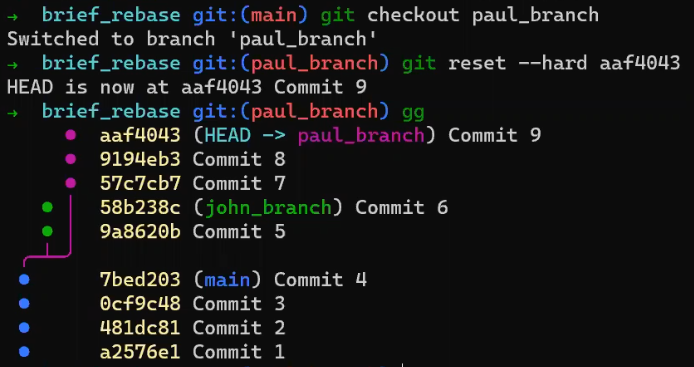 → brief_rebase git:(main) git checkout paul_branch
Switched to branch 'paul_branch'
→ brief_rebase git:(paul_branch) git reset --hard aaf4043
HEAD is now at aaf4043 Commit 9
→ brief_rebase git:(paul_branch) gg
aaf4043 (HEAD -> paul_branch) Commit 9
9194eb3 Commit 8
57c7cb7 Commit 7
58b238c (john_branch) Commit 6
9a8620b Commit 5
7bed203 (main) Commit 4
0cf9c48 Commit 3
481dc81 Commit 2
a2576e1 Commit 1